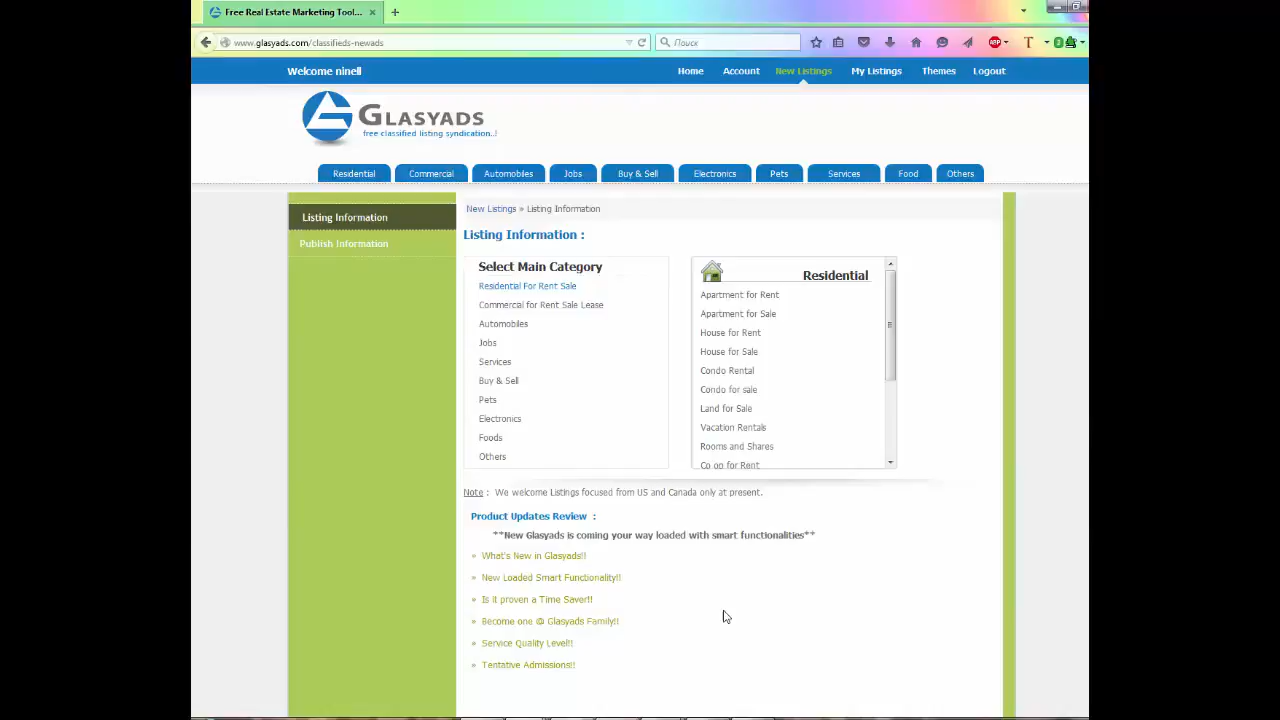 Free Real Estate Marketing Tool... × +
www.glasyads.com/classifieds-newads Поиск ABP T
Welcome ninell Home Account New Listings My Listings Themes Logout
GLASYADS
free classified listing syndication..!
Residential Commercial Automobiles Jobs Buy & Sell Electronics Pets Services Food Others
Listing Information
Publish Information
New Listings » Listing Information
Listing Information :
Select Main Category
Residential For Rent Sale
Commercial for Rent Sale Lease
Automobiles
Jobs
Services
Buy & Sell
Pets
Electronics
Foods
Others
Residential
Apartment for Rent
Apartment for Sale
House for Rent
House for Sale
Condo Rental
Condo for sale
Land for Sale
Vacation Rentals
Rooms and Shares
Co op for Rent
Note : We welcome Listings focused from US and Canada only at present.
Product Updates Review :
**New Glasyads is coming your way loaded with smart functionalities**
» What's New in Glasyads!!
» New Loaded Smart Functionality!!
» Is it proven a Time Saver!!
» Become one @ Glasyads Family!!
» Service Quality Level!!
» Tentative Admissions!!